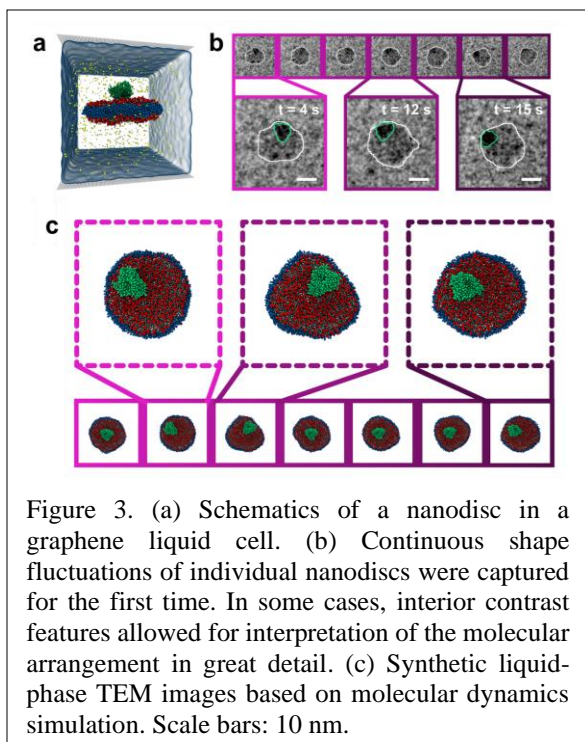 a
b
t = 4 s
t = 12 s
t = 15 s
c
Figure 3. (a) Schematics of a nanodisc in a
graphene liquid cell. (b) Continuous shape
fluctuations of individual nanodiscs were captured
for the first time. In some cases, interior contrast
features allowed for interpretation of the molecular
arrangement in great detail. (c) Synthetic liquid-
phase TEM images based on molecular dynamics
simulation. Scale bars: 10 nm.